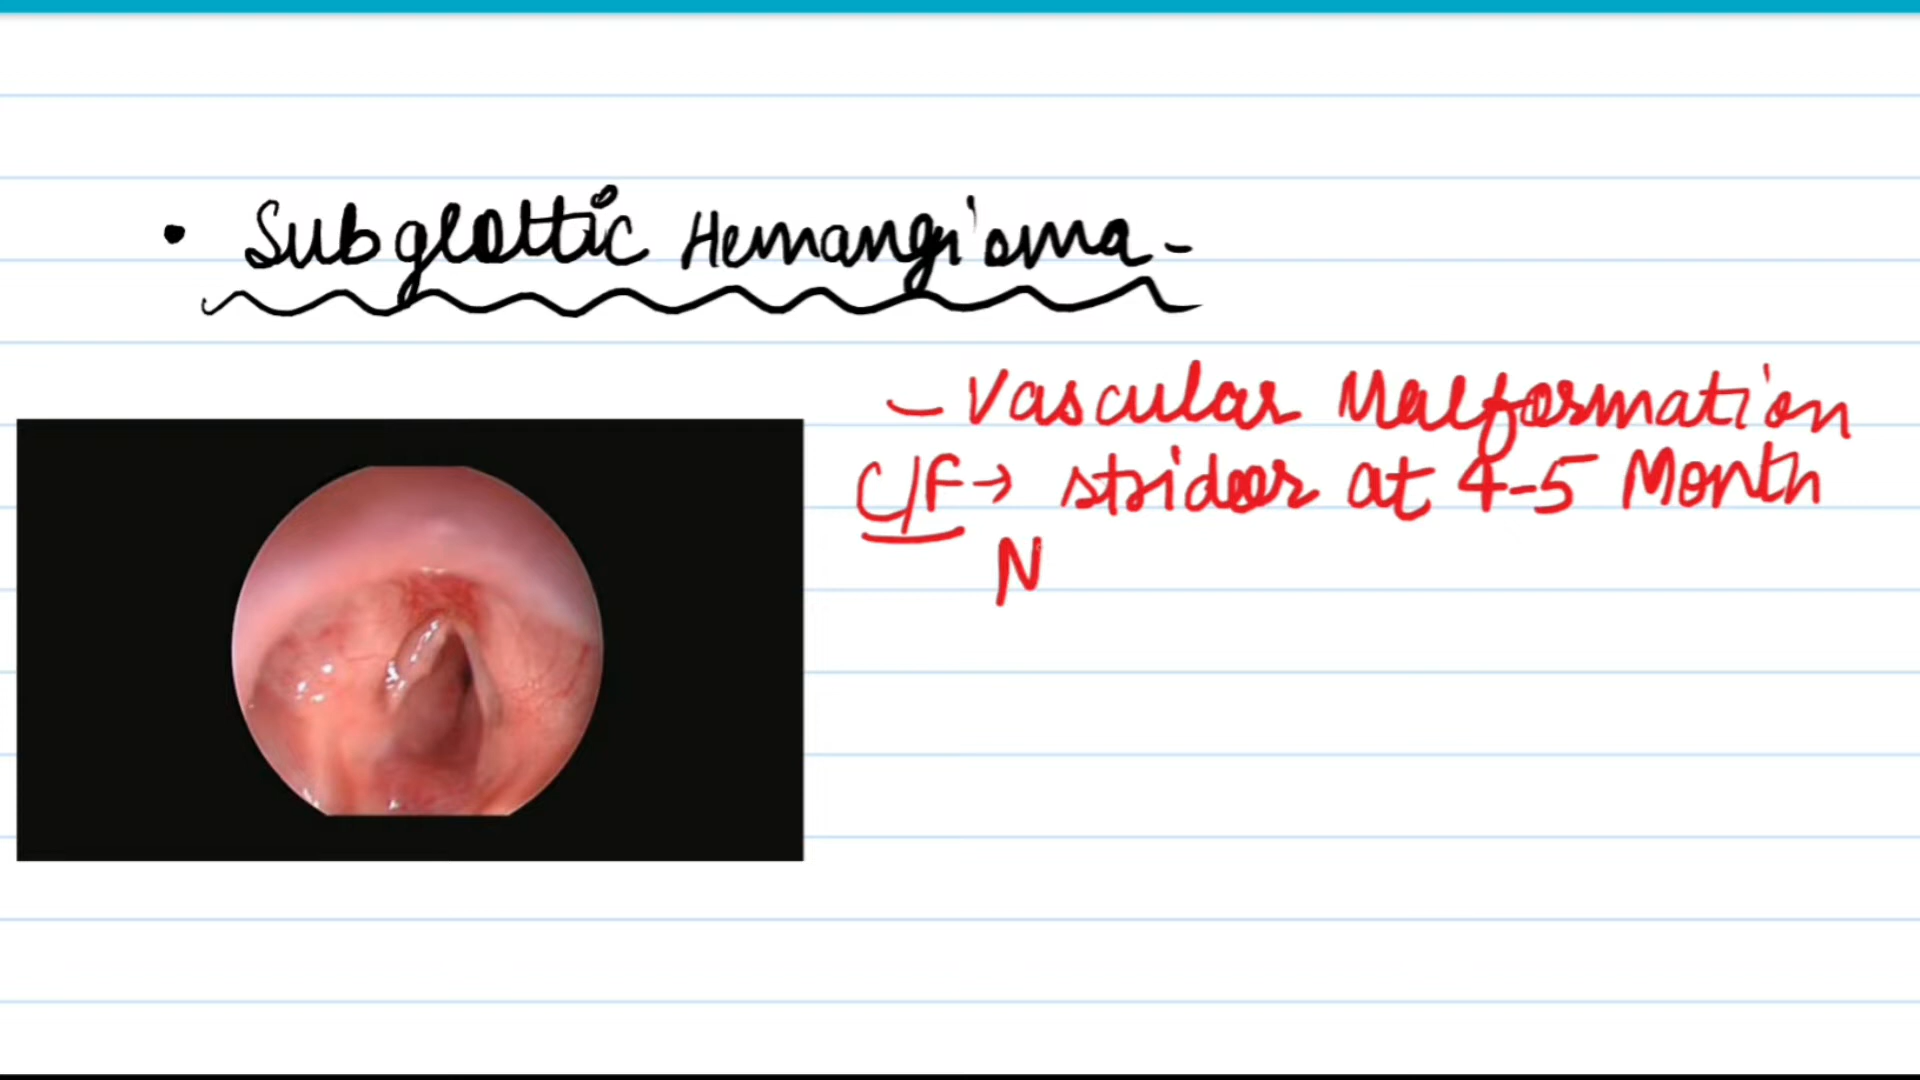 • Subglottic Hemangioma -
- Vascular Malformation
C/F → stridor at 4-5 Month
N